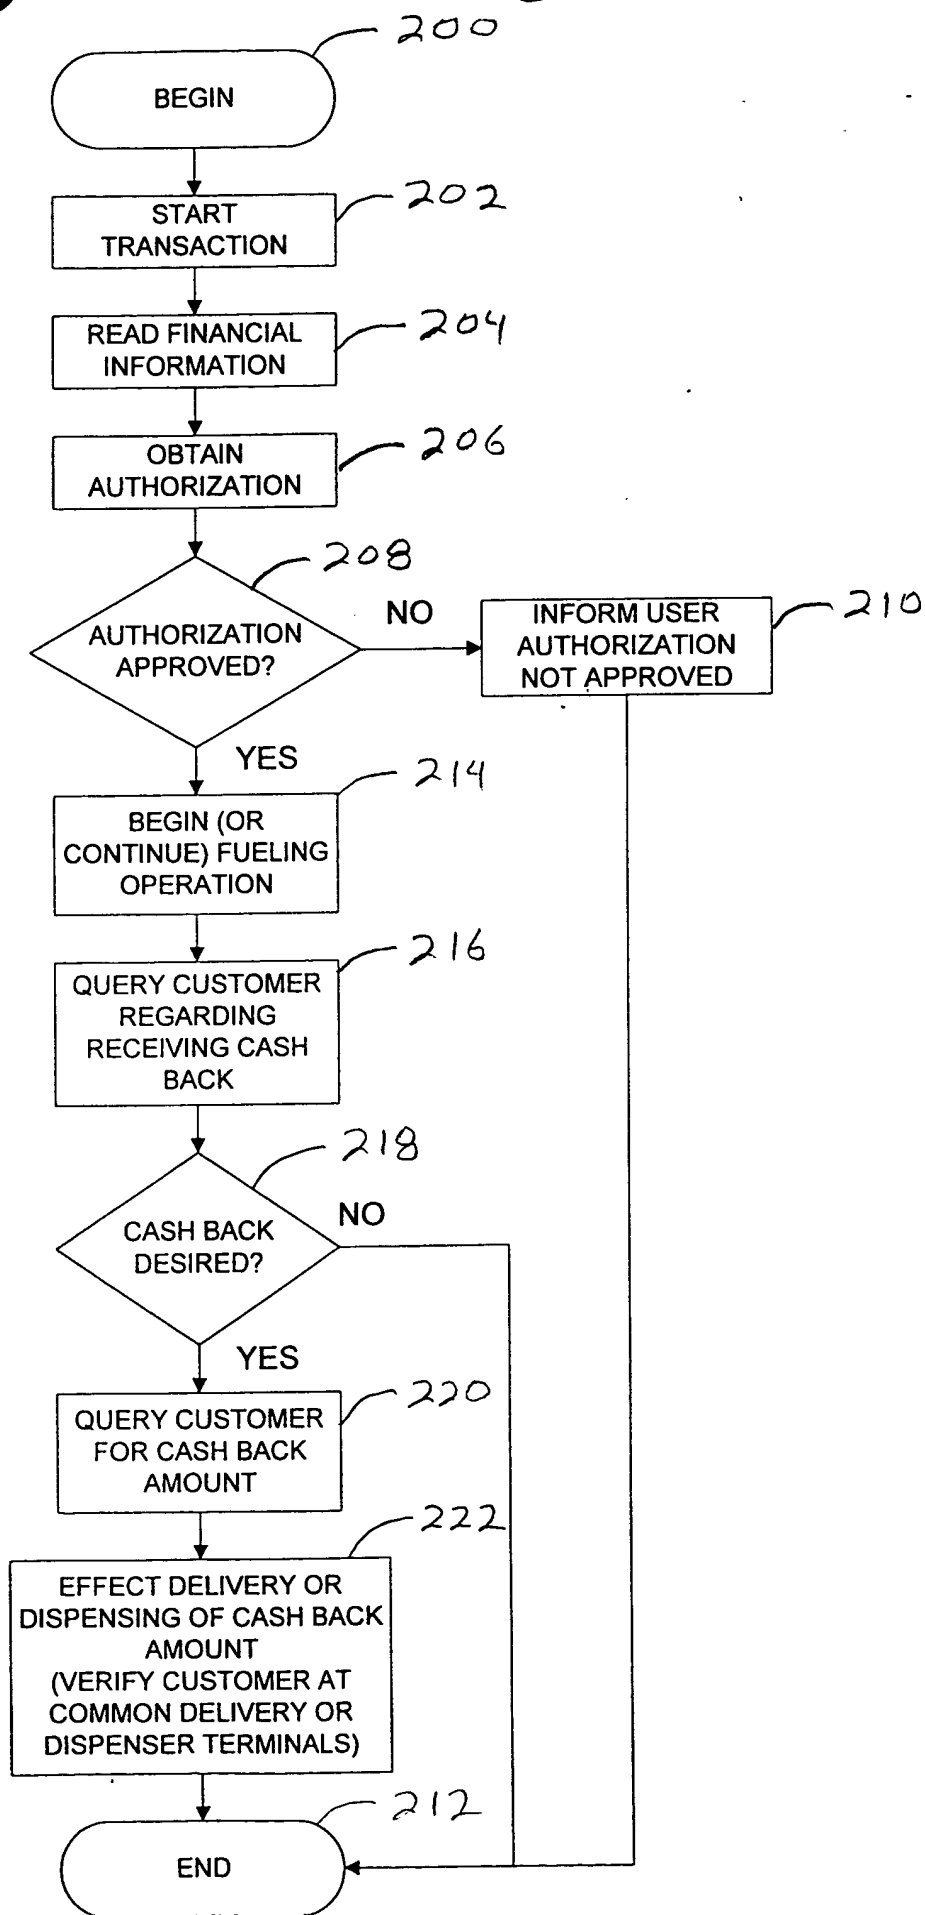 200
BEGIN
202
START
TRANSACTION
204
READ FINANCIAL
INFORMATION
206
OBTAIN
AUTHORIZATION
208
AUTHORIZATION
APPROVED?
NO
210
INFORM USER
AUTHORIZATION
NOT APPROVED
YES
214
BEGIN (OR
CONTINUE) FUELING
OPERATION
216
QUERY CUSTOMER
REGARDING
RECEIVING CASH
BACK
218
CASH BACK
DESIRED?
NO
YES
220
QUERY CUSTOMER
FOR CASH BACK
AMOUNT
222
EFFECT DELIVERY OR
DISPENSING OF CASH BACK
AMOUNT
(VERIFY CUSTOMER AT
COMMON DELIVERY OR
DISPENSER TERMINALS)
212
END